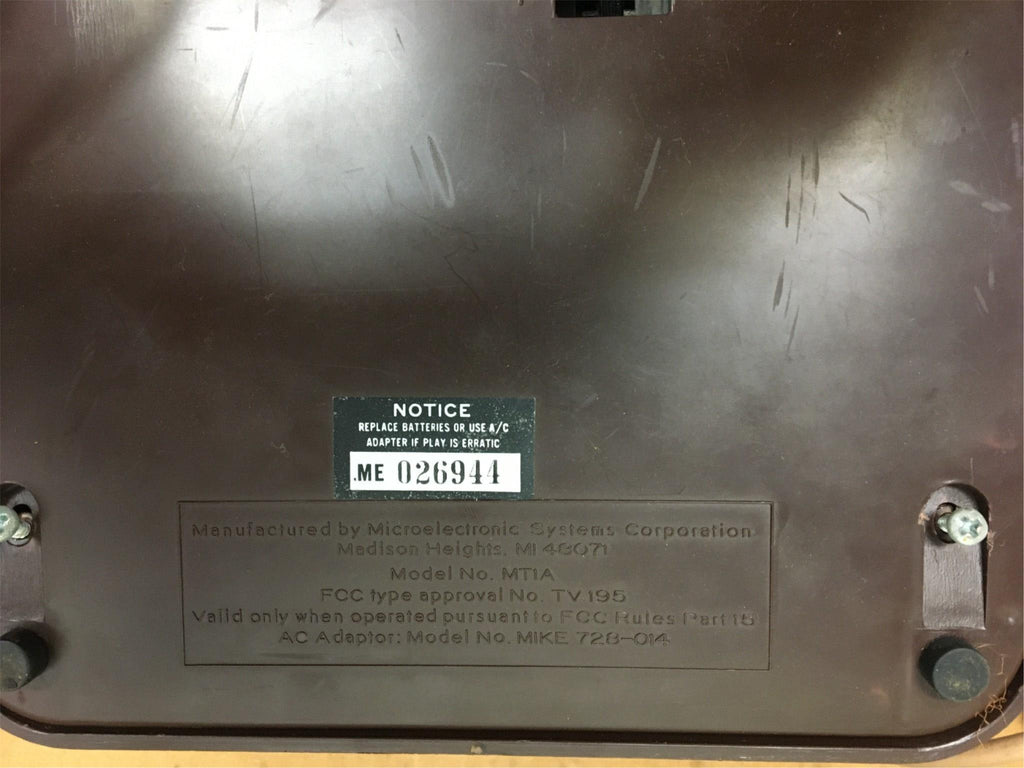 NOTICE
REPLACE BATTERIES OR USE A/C
ADAPTER IF PLAY IS ERRATIC
.ME 026944
Manufactured by Microelectronic Systems Corporation
Madison Heights, MI 48071
Model No. MT1A
FCC type approval No. TV 195
Valid only when operated pursuant to FCC Rules Part 15
AC Adaptor: Model No. MIKE 728-014